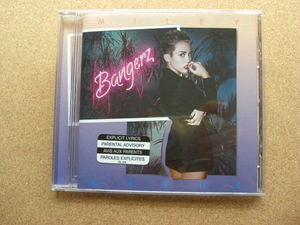 MILEY
Bangerz
EXPLICIT LYRICS
PARENTAL ADVISORY
AVIS AUX PARENTS
PAROLES EXPLICITES